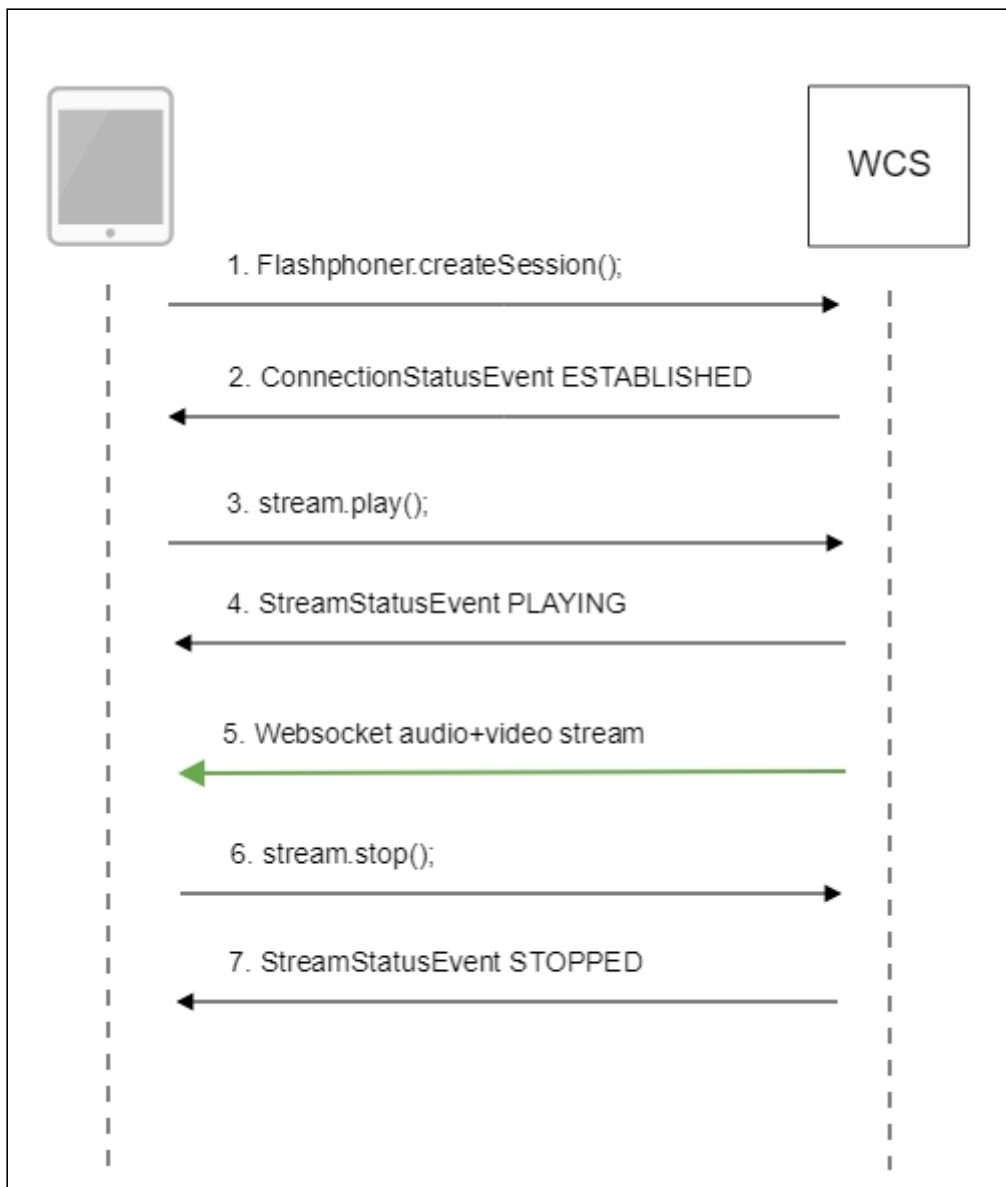 WCS
1. Flashphoner.createSession();
2. ConnectionStatusEvent ESTABLISHED
3. stream.play();
4. StreamStatusEvent PLAYING
5. Websocket audio+video stream
6. stream.stop();
7. StreamStatusEvent STOPPED